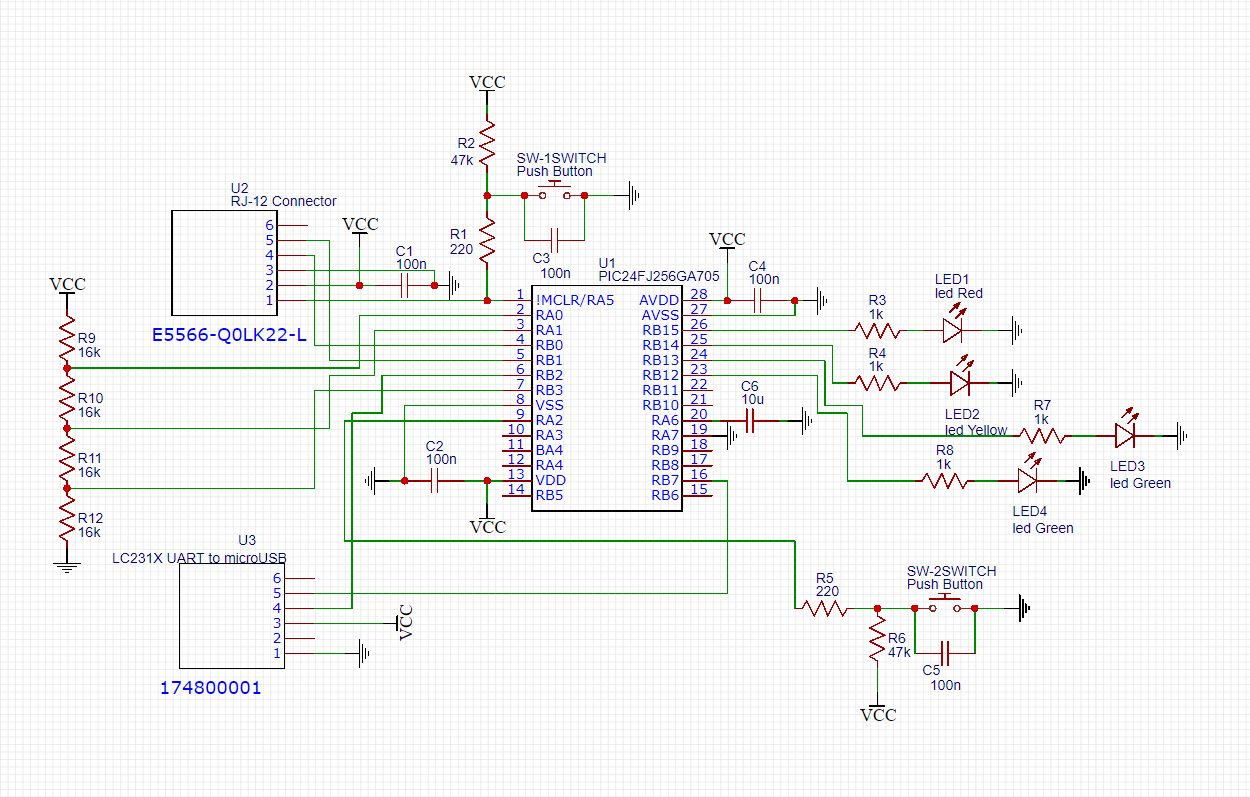 VCC
R2
47k
SW-1SWITCH
Push Button
U2
RJ-12 Connector
6
5
4
3
2
1
E5566-Q0LK22-L
VCC
C1
100n
R1
220
C3
100n
VCC
R9
16k
R10
16k
R11
16k
R12
16k
U1
PIC24FJ256GA705
1 !MCLR/RA5
2 RA0
3 RA1
4 RB0
5 RB1
6 RB2
7 RB3
8 VSS
9 RA2
10 RA3
11 BA4
12 RA4
13 VDD
14 RB5
AVDD 28
AVSS 27
RB15 26
RB14 25
RB13 24
RB12 23
RB11 22
RB10 21
RA6 20
RA7 19
RB9 18
RB8 17
RB7 16
RB6 15
VCC
C4
100n
C6
10u
C2
100n
VCC
R3
1k
LED1
led Red
R4
1k
LED2
led Yellow
R7
1k
LED3
led Green
R8
1k
LED4
led Green
U3
LC231X UART to microUSB
6
5
4
3
2
1
174800001
VCC
R5
220
SW-2SWITCH
Push Button
R6
47k
C5
100n
VCC